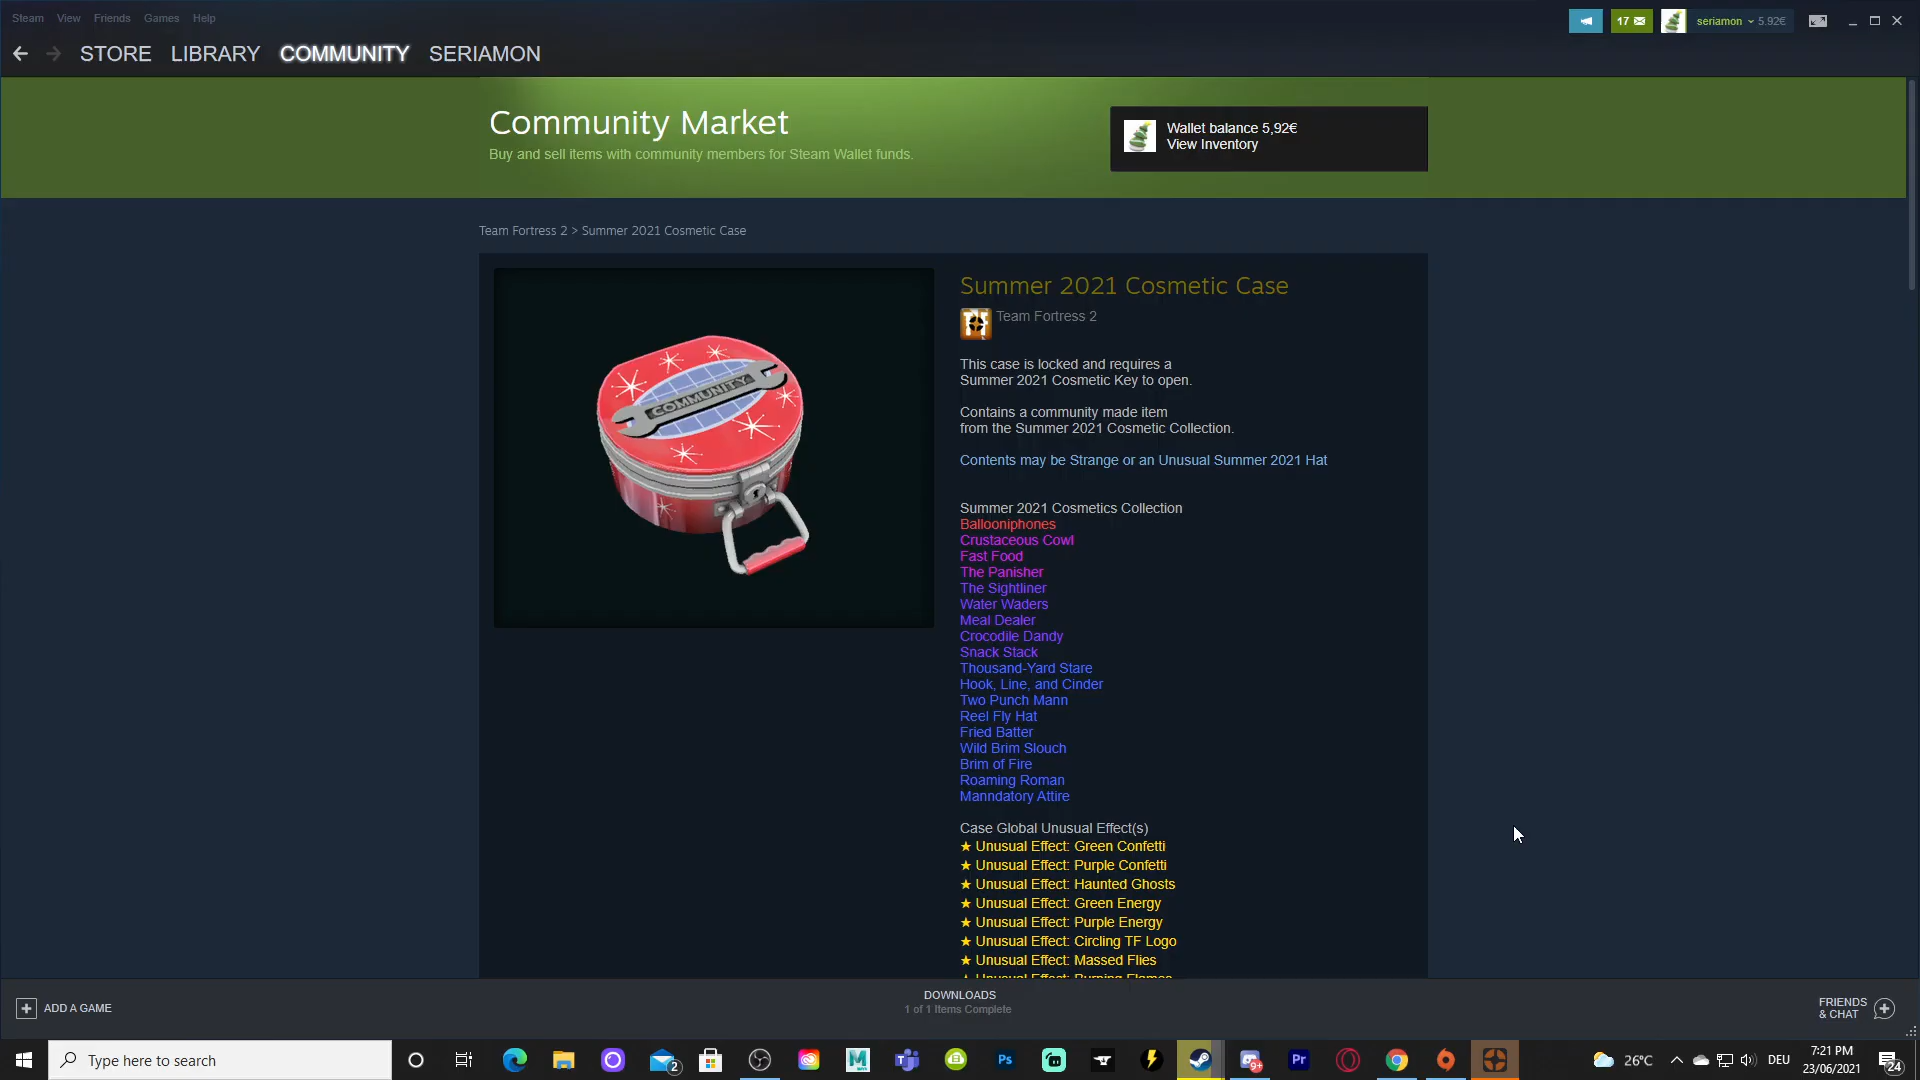 Steam View Friends Games Help
17
seriamon 5.92€
STORE LIBRARY COMMUNITY SERIAMON
Community Market
Buy and sell items with community members for Steam Wallet funds.
Wallet balance 5,92€
View Inventory
Team Fortress 2 > Summer 2021 Cosmetic Case
COMMUNITY
Summer 2021 Cosmetic Case
Team Fortress 2
This case is locked and requires a
Summer 2021 Cosmetic Key to open.
Contains a community made item
from the Summer 2021 Cosmetic Collection.
Contents may be Strange or an Unusual Summer 2021 Hat
Summer 2021 Cosmetics Collection
Ballooniphones
Crustaceous Cowl
Fast Food
The Panisher
The Sightliner
Water Waders
Meal Dealer
Crocodile Dandy
Snack Stack
Thousand-Yard Stare
Hook, Line, and Cinder
Two Punch Mann
Reel Fly Hat
Fried Batter
Wild Brim Slouch
Brim of Fire
Roaming Roman
Manndatory Attire
Case Global Unusual Effect(s)
★ Unusual Effect: Green Confetti
★ Unusual Effect: Purple Confetti
★ Unusual Effect: Haunted Ghosts
★ Unusual Effect: Green Energy
★ Unusual Effect: Purple Energy
★ Unusual Effect: Circling TF Logo
★ Unusual Effect: Massed Flies
★ Unusual Effect: Burning Flames
ADD A GAME
DOWNLOADS
1 of 1 Items Complete
FRIENDS
& CHAT
Type here to search
2
Ps
9+
Pr
26°C
DEU
7:21 PM
23/06/2021
24